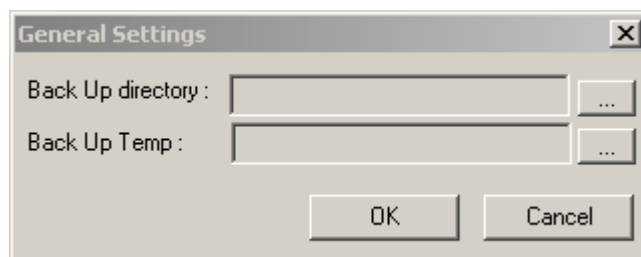 General Settings
Back Up directory : ...
Back Up Temp : ...
OK Cancel